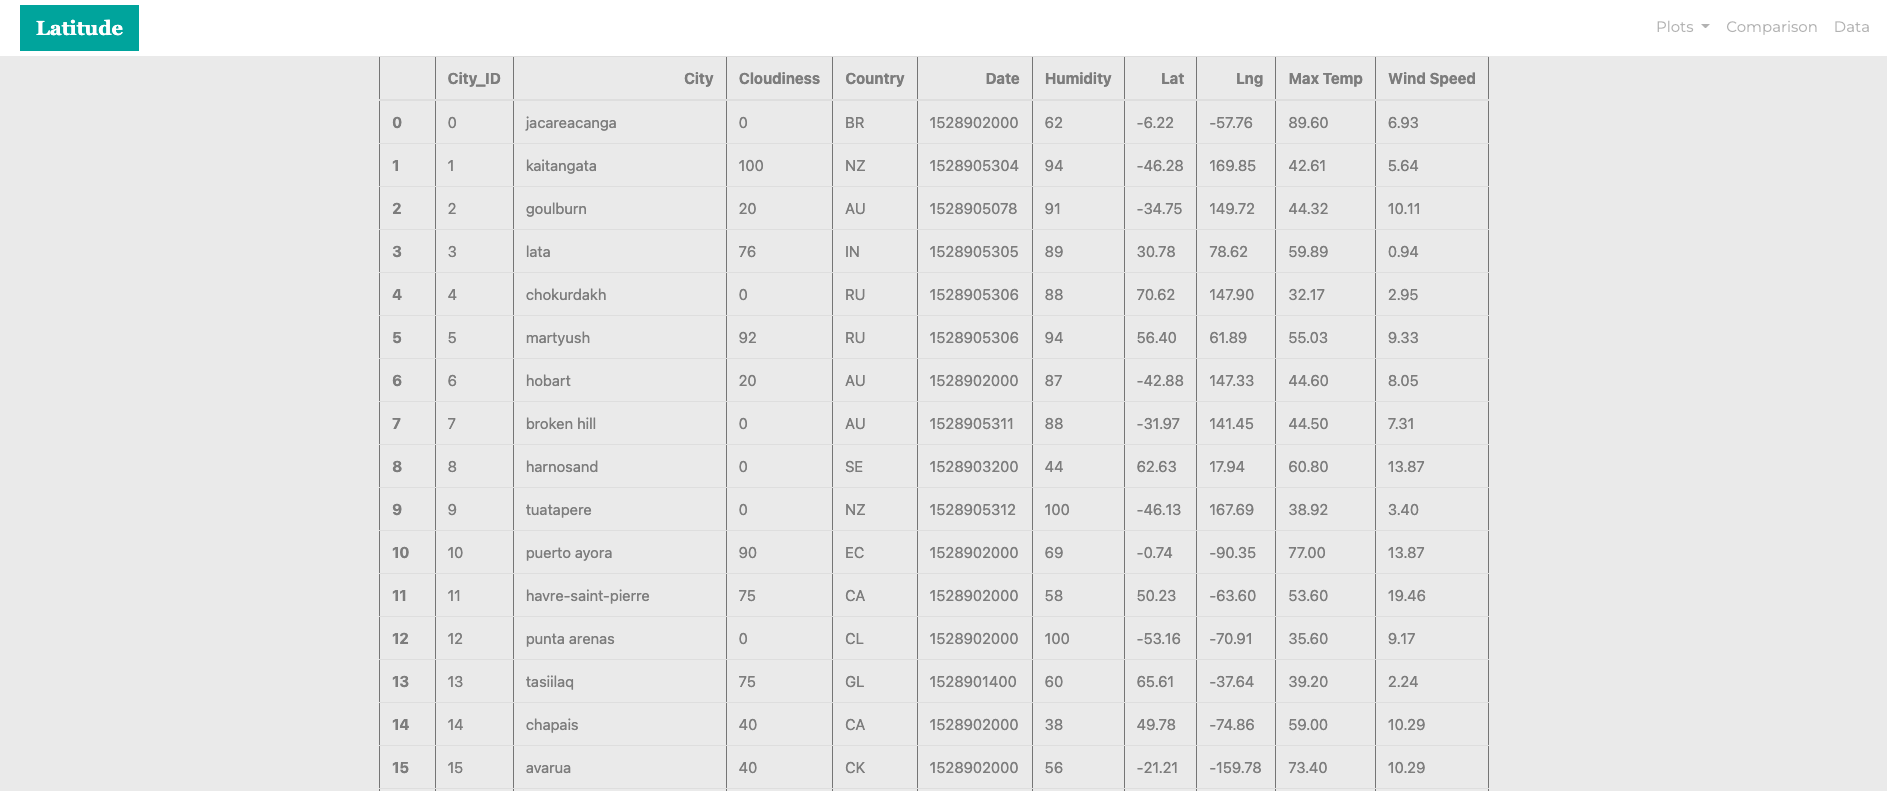 Latitude Plots Comparison Data
City_ID City Cloudiness Country Date Humidity Lat Lng Max Temp Wind Speed
0 0 jacareacanga 0 BR 1528902000 62 -6.22 -57.76 89.60 6.93
1 1 kaitangata 100 NZ 1528905304 94 -46.28 169.85 42.61 5.64
2 2 goulburn 20 AU 1528905078 91 -34.75 149.72 44.32 10.11
3 3 lata 76 IN 1528905305 89 30.78 78.62 59.89 0.94
4 4 chokurdakh 0 RU 1528905306 88 70.62 147.90 32.17 2.95
5 5 martyush 92 RU 1528905306 94 56.40 61.89 55.03 9.33
6 6 hobart 20 AU 1528902000 87 -42.88 147.33 44.60 8.05
7 7 broken hill 0 AU 1528905311 88 -31.97 141.45 44.50 7.31
8 8 harnosand 0 SE 1528903200 44 62.63 17.94 60.80 13.87
9 9 tuatapere 0 NZ 1528905312 100 -46.13 167.69 38.92 3.40
10 10 puerto ayora 90 EC 1528902000 69 -0.74 -90.35 77.00 13.87
11 11 havre-saint-pierre 75 CA 1528902000 58 50.23 -63.60 53.60 19.46
12 12 punta arenas 0 CL 1528902000 100 -53.16 -70.91 35.60 9.17
13 13 tasiilaq 75 GL 1528901400 60 65.61 -37.64 39.20 2.24
14 14 chapais 40 CA 1528902000 38 49.78 -74.86 59.00 10.29
15 15 avarua 40 CK 1528902000 56 -21.21 -159.78 73.40 10.29